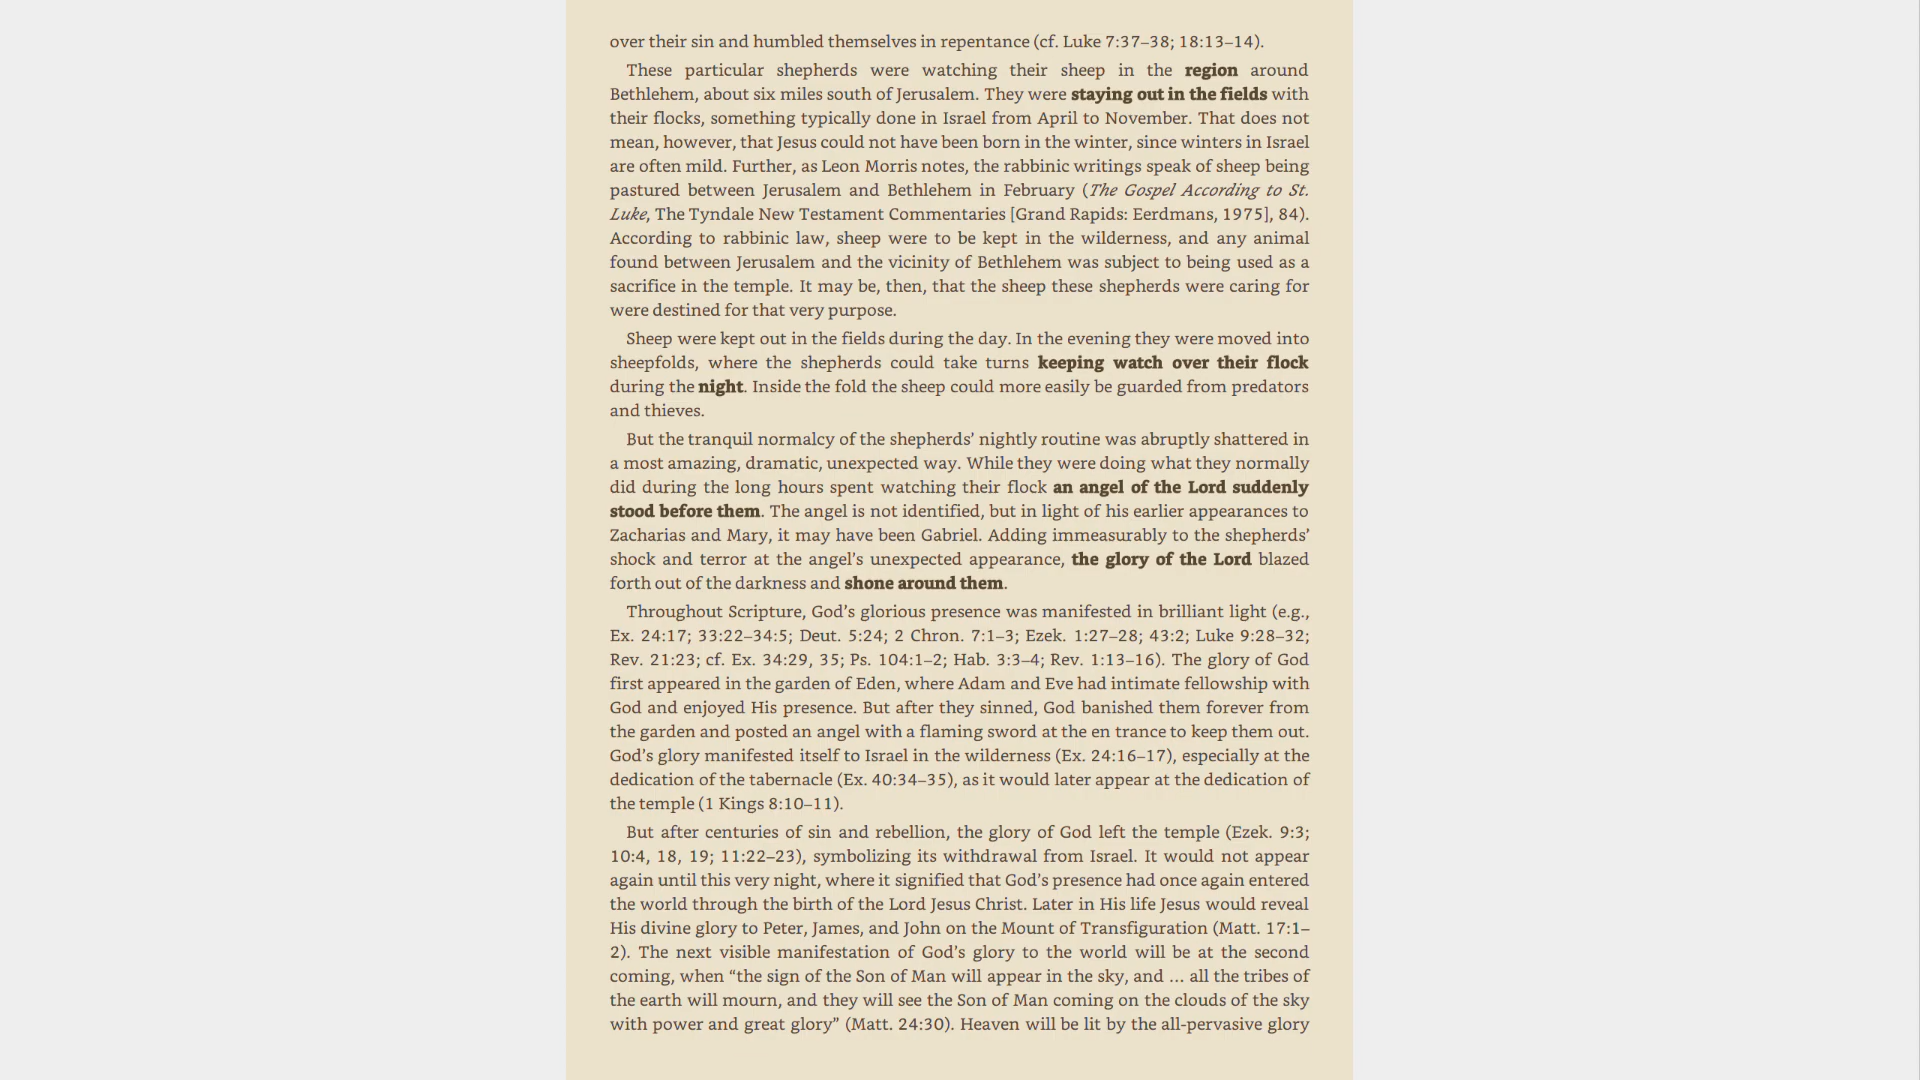 over their sin and humbled themselves in repentance (cf. Luke 7:37–38; 18:13–14).
These particular shepherds were watching their sheep in the region around
Bethlehem, about six miles south of Jerusalem. They were staying out in the fields with
their flocks, something typically done in Israel from April to November. That does not
mean, however, that Jesus could not have been born in the winter, since winters in Israel
are often mild. Further, as Leon Morris notes, the rabbinic writings speak of sheep being
pastured between Jerusalem and Bethlehem in February (The Gospel According to St.
Luke, The Tyndale New Testament Commentaries [Grand Rapids: Eerdmans, 1975], 84).
According to rabbinic law, sheep were to be kept in the wilderness, and any animal
found between Jerusalem and the vicinity of Bethlehem was subject to being used as a
sacrifice in the temple. It may be, then, that the sheep these shepherds were caring for
were destined for that very purpose.
Sheep were kept out in the fields during the day. In the evening they were moved into
sheepfolds, where the shepherds could take turns keeping watch over their flock
during the night. Inside the fold the sheep could more easily be guarded from predators
and thieves.
But the tranquil normalcy of the shepherds’ nightly routine was abruptly shattered in
a most amazing, dramatic, unexpected way. While they were doing what they normally
did during the long hours spent watching their flock an angel of the Lord suddenly
stood before them. The angel is not identified, but in light of his earlier appearances to
Zacharias and Mary, it may have been Gabriel. Adding immeasurably to the shepherds’
shock and terror at the angel’s unexpected appearance, the glory of the Lord blazed
forth out of the darkness and shone around them.
Throughout Scripture, God’s glorious presence was manifested in brilliant light (e.g.,
Ex. 24:17; 33:22–34:5; Deut. 5:24; 2 Chron. 7:1–3; Ezek. 1:27–28; 43:2; Luke 9:28–32;
Rev. 21:23; cf. Ex. 34:29, 35; Ps. 104:1–2; Hab. 3:3–4; Rev. 1:13–16). The glory of God
first appeared in the garden of Eden, where Adam and Eve had intimate fellowship with
God and enjoyed His presence. But after they sinned, God banished them forever from
the garden and posted an angel with a flaming sword at the en trance to keep them out.
God’s glory manifested itself to Israel in the wilderness (Ex. 24:16–17), especially at the
dedication of the tabernacle (Ex. 40:34–35), as it would later appear at the dedication of
the temple (1 Kings 8:10–11).
But after centuries of sin and rebellion, the glory of God left the temple (Ezek. 9:3;
10:4, 18, 19; 11:22–23), symbolizing its withdrawal from Israel. It would not appear
again until this very night, where it signified that God’s presence had once again entered
the world through the birth of the Lord Jesus Christ. Later in His life Jesus would reveal
His divine glory to Peter, James, and John on the Mount of Transfiguration (Matt. 17:1–
2). The next visible manifestation of God’s glory to the world will be at the second
coming, when “the sign of the Son of Man will appear in the sky, and … all the tribes of
the earth will mourn, and they will see the Son of Man coming on the clouds of the sky
with power and great glory” (Matt. 24:30). Heaven will be lit by the all-pervasive glory